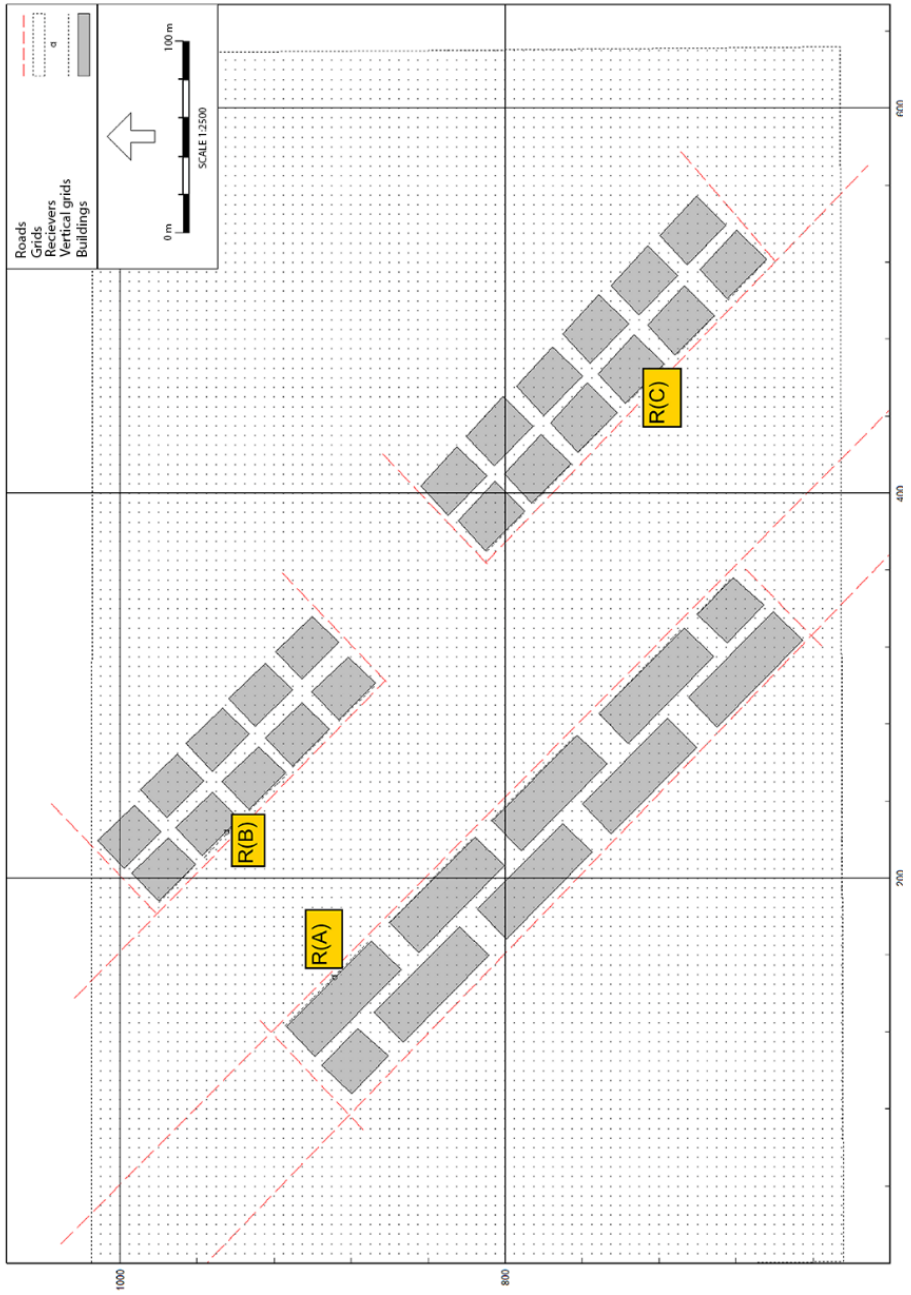 Roads
Grids
Recievers
Vertical grids
Buildings
0 m
100 m
SCALE 1:2500
R(A)
R(B)
R(C)
1000
800
200
400
600